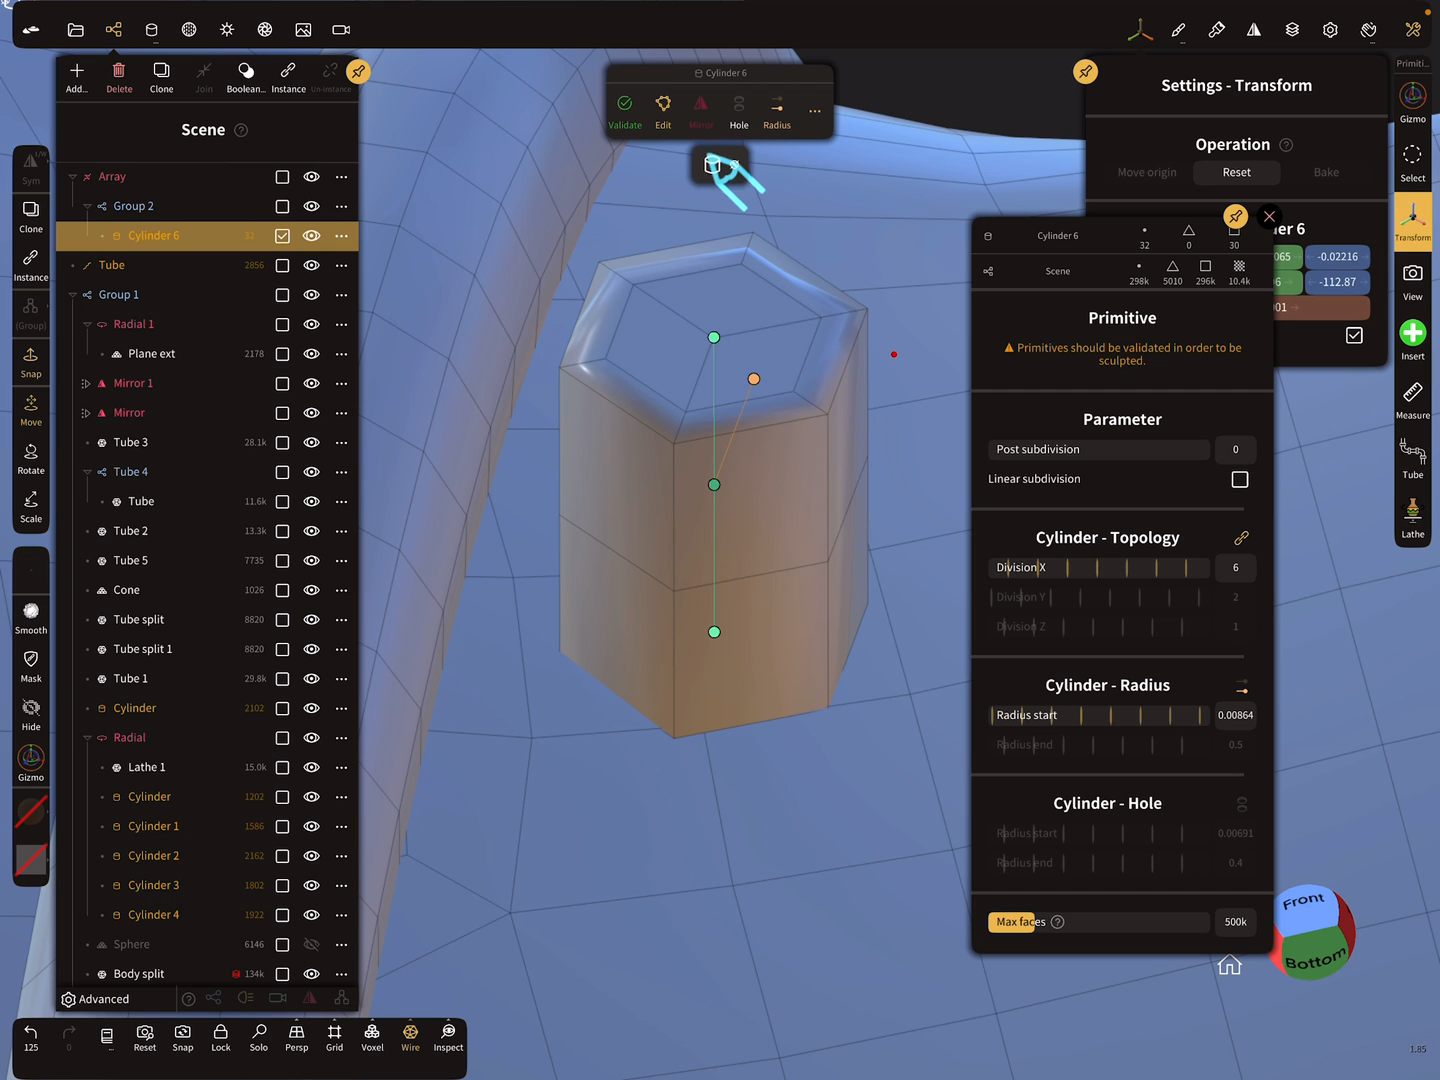 Add...
Delete
Clone
Join
Boolean...
Instance
Un-instance
Scene
Array
Group 2
Cylinder 6 32
Tube 2856
Group 1
Radial 1
Plane ext 2178
Mirror 1
Mirror
Tube 3 28.1k
Tube 4
Tube 11.6k
Tube 2 13.3k
Tube 5 7735
Cone 1026
Tube split 8820
Tube split 1 8820
Tube 1 29.8k
Cylinder 2102
Radial
Lathe 1 15.0k
Cylinder 1202
Cylinder 1 1586
Cylinder 2 2162
Cylinder 3 1802
Cylinder 4 1922
Sphere 6146
Body split 134k
Advanced
L/W
Sym
Clone
Instance
(Group)
Snap
Move
Rotate
Scale
Smooth
Mask
Hide
Gizmo
125
0
...
Reset
Snap
Lock
Solo
Persp
Grid
Voxel
Wire
Inspect
Cylinder 6
Validate
Edit
Mirror
Hole
Radius
...
Settings - Transform
Operation
Move origin
Reset
Bake
er 6
065
-0.02216
6
-112.87
01
Cylinder 6
32
0
30
Scene
298k
5010
296k
10.4k
Primitive
Primitives should be validated in order to be
sculpted.
Parameter
Post subdivision 0
Linear subdivision
Cylinder - Topology
Division X 6
Division Y 2
Division Z 1
Cylinder - Radius
Radius start 0.00864
Radius end 0.5
Cylinder - Hole
Radius start 0.00691
Radius end 0.4
Max faces 500k
Primiti...
Gizmo
Select
Transform
View
Insert
Measure
Tube
Lathe
Front
Bottom
1.85